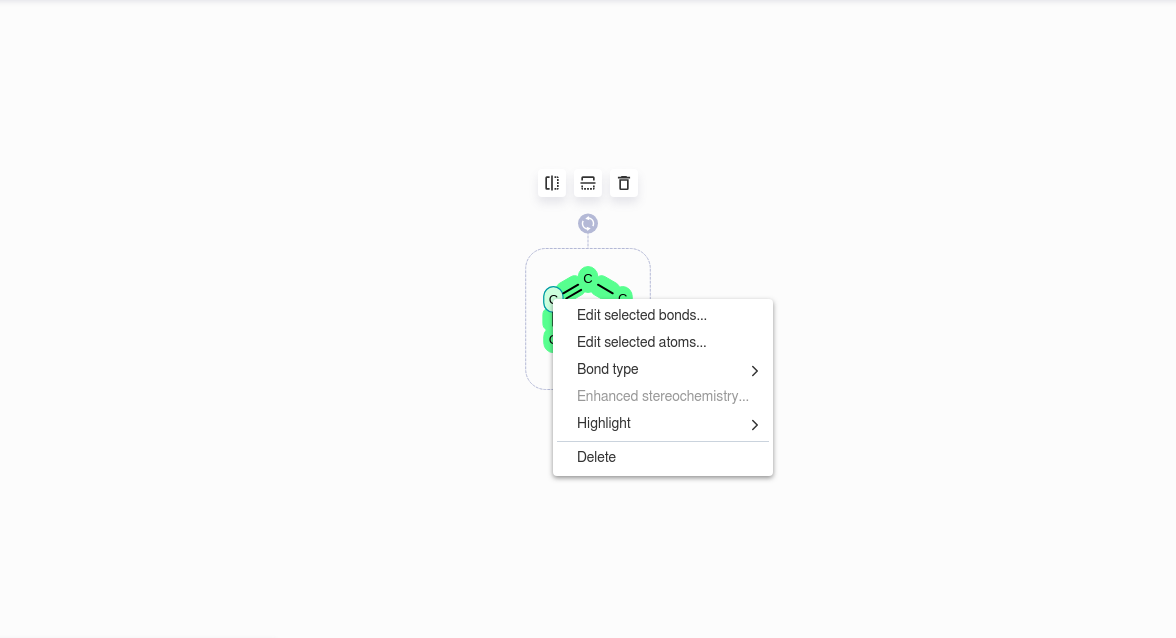 C
C
C
C
Edit selected bonds...
Edit selected atoms...
Bond type
Enhanced stereochemistry...
Highlight
Delete